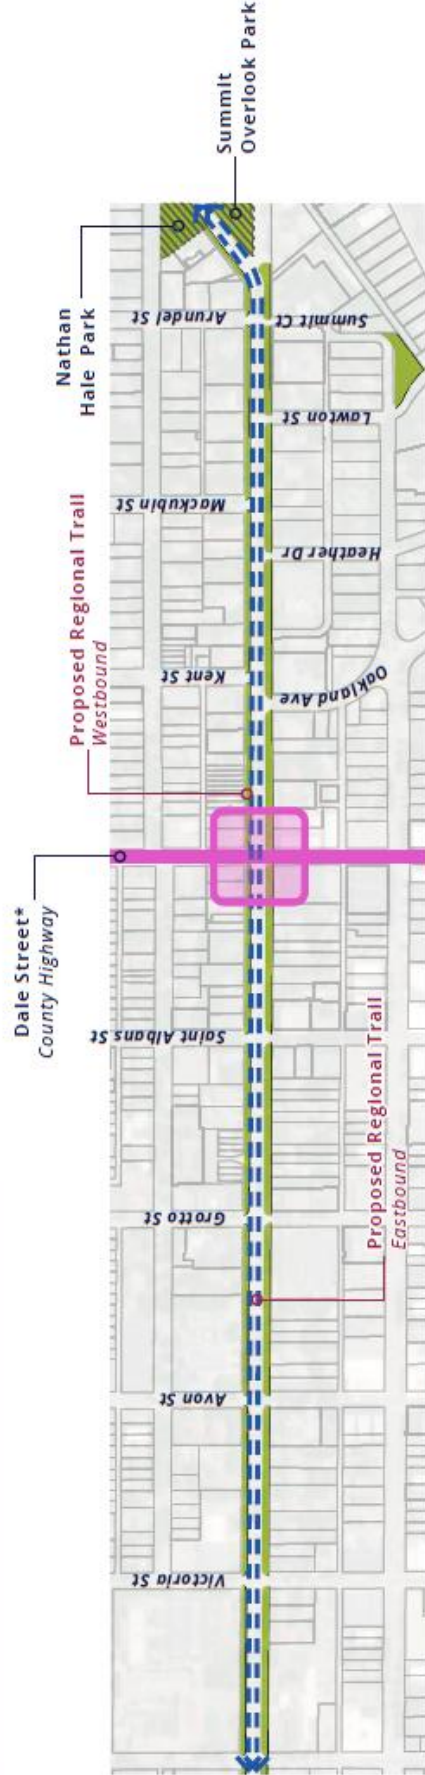 Dale Street*
County Highway
Proposed Regional Trail
Westbound
Nathan
Hale Park
Summit
Overlook Park
Victoria St
Avon St
Grotto St
Saint Albans St
Kent St
Mackubin St
Arundel St
Oakland Ave
Heather Dr
Lawton St
Summit Ct
Proposed Regional Trail
Eastbound